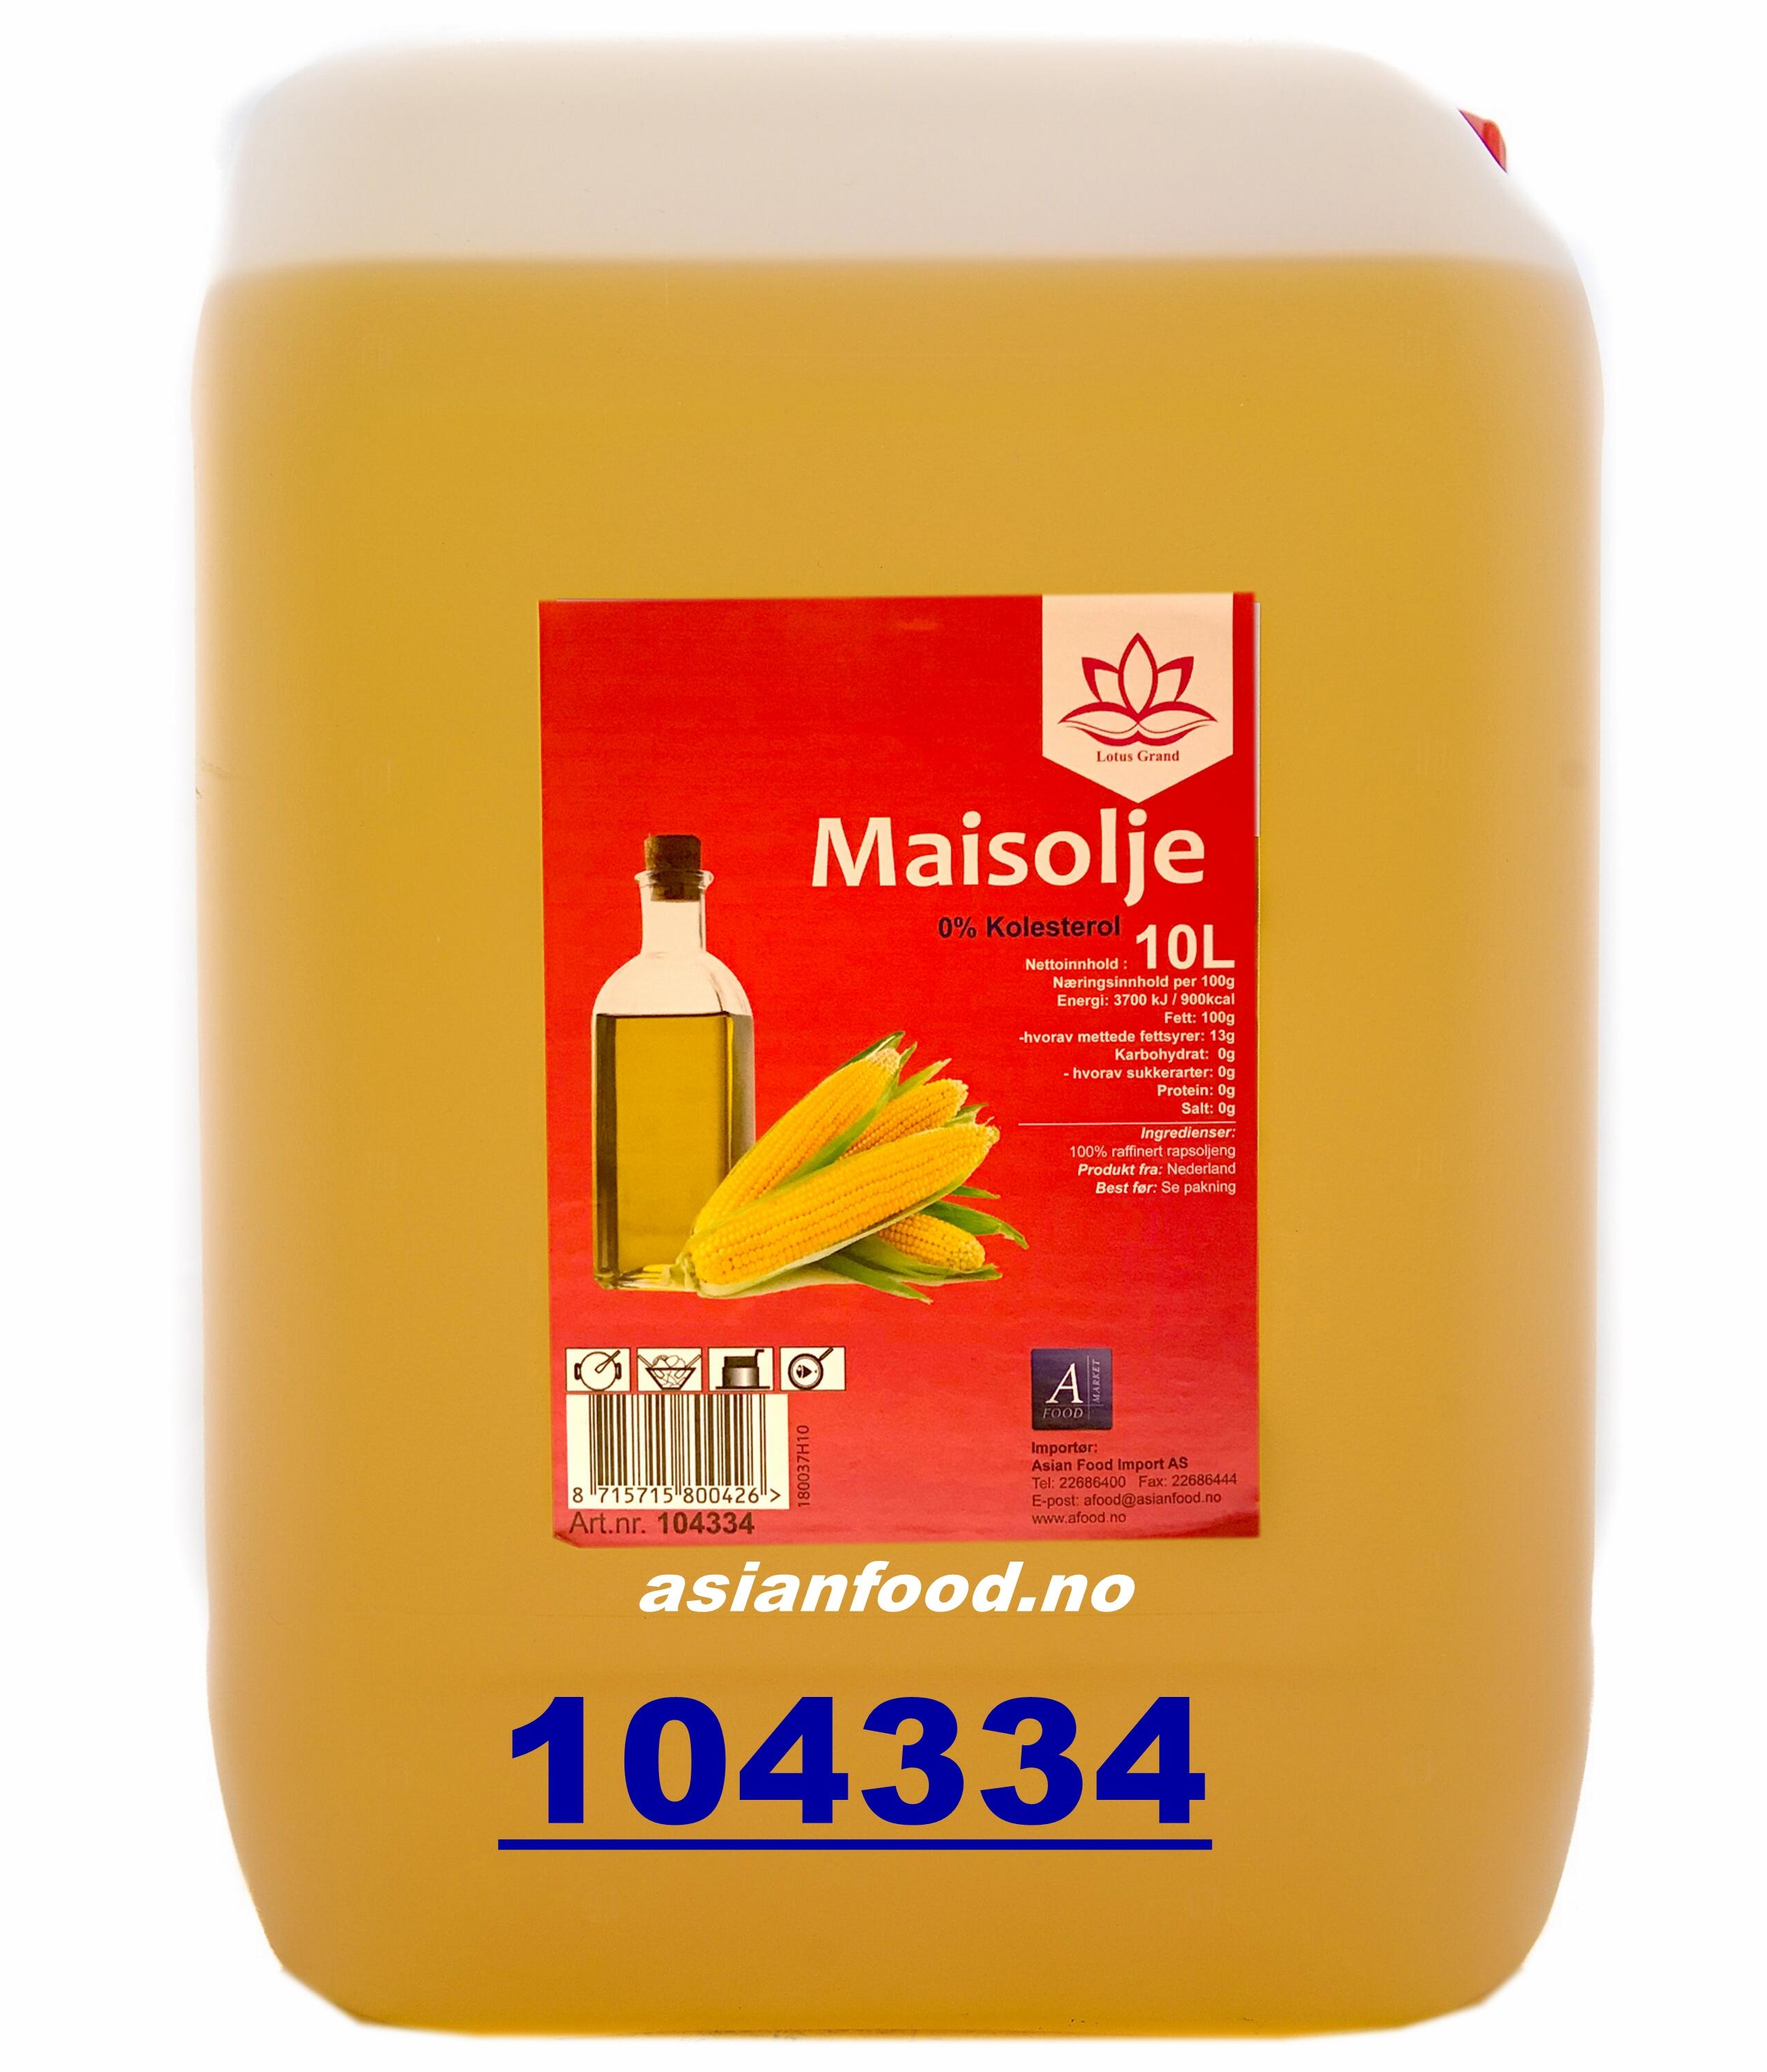 Lotus Grand
Maisolje
0% Kolesterol
Nettoinnhold : 10L
Næringsinnhold per 100g
Energi: 3700 kJ / 900kcal
Fett: 100g
-hvorav mettede fettsyrer: 13g
Karbohydrat: 0g
- hvorav sukkerarter: 0g
Protein: 0g
Salt: 0g
Ingredienser:
100% raffinert rapsoljeng
Produkt fra: Nederland
Best før: Se pakning
8 715715 800426 >
180037H10
Art.nr. 104334
A
FOOD
MARKET
Importør:
Asian Food Import AS
Tel: 22686400 Fax: 22686444
E-post: afood@asianfood.no
www.afood.no
asianfood.no
104334